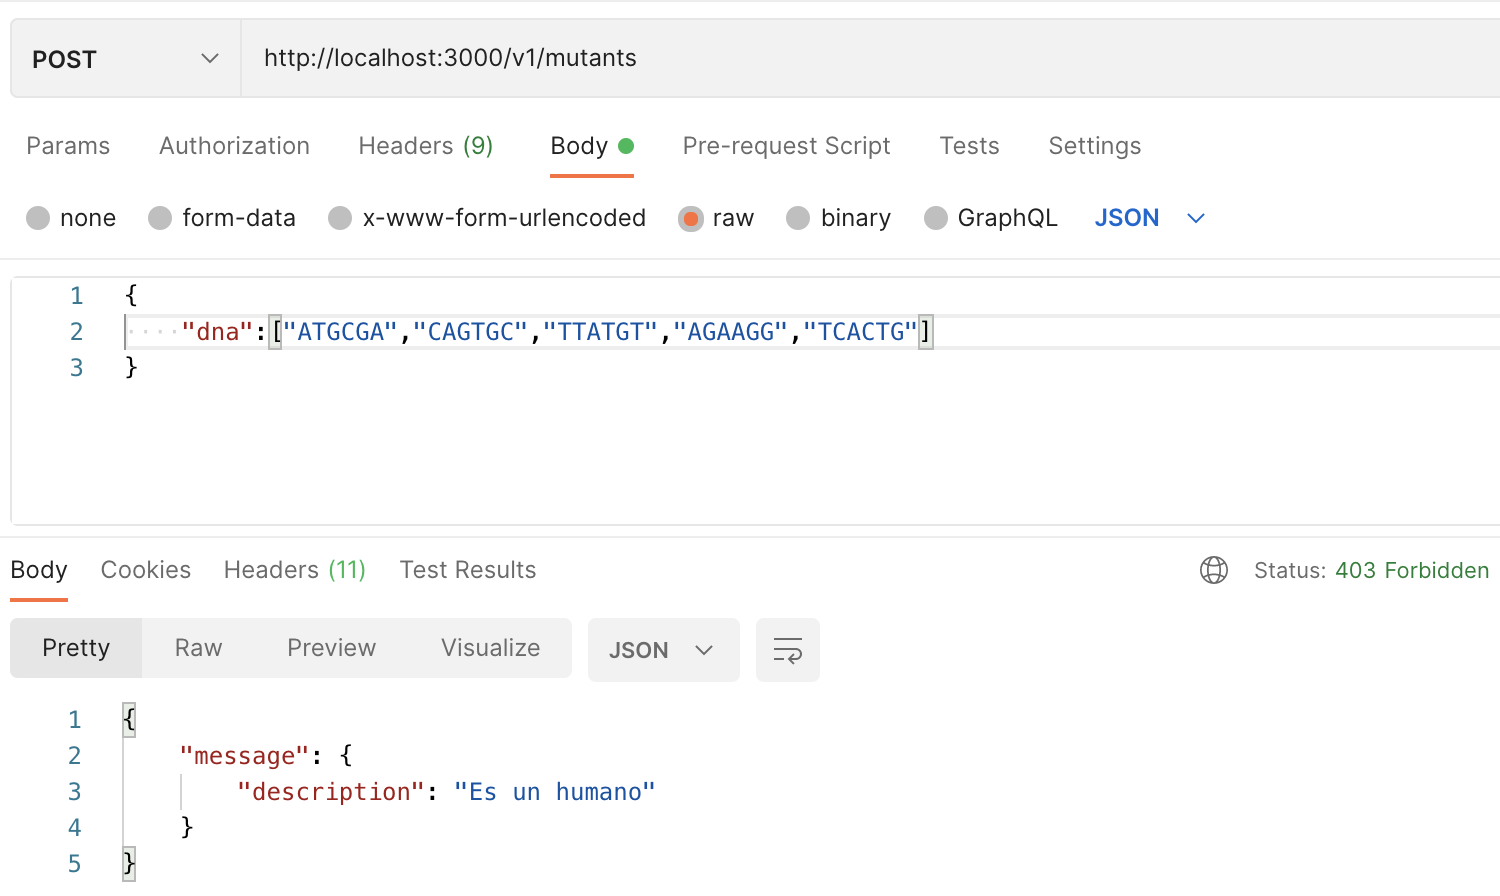 POST http://localhost:3000/v1/mutants
Params Authorization Headers (9) Body Pre-request Script Tests Settings
none form-data x-www-form-urlencoded raw binary GraphQL JSON
1 {
2 ····"dna":["ATGCGA","CAGTGC","TTATGT","AGAAGG","TCACTG"]
3 }
Body Cookies Headers (11) Test Results Status: 403 Forbidden
Pretty Raw Preview Visualize JSON
1 {
2 "message": {
3 "description": "Es un humano"
4 }
5 }